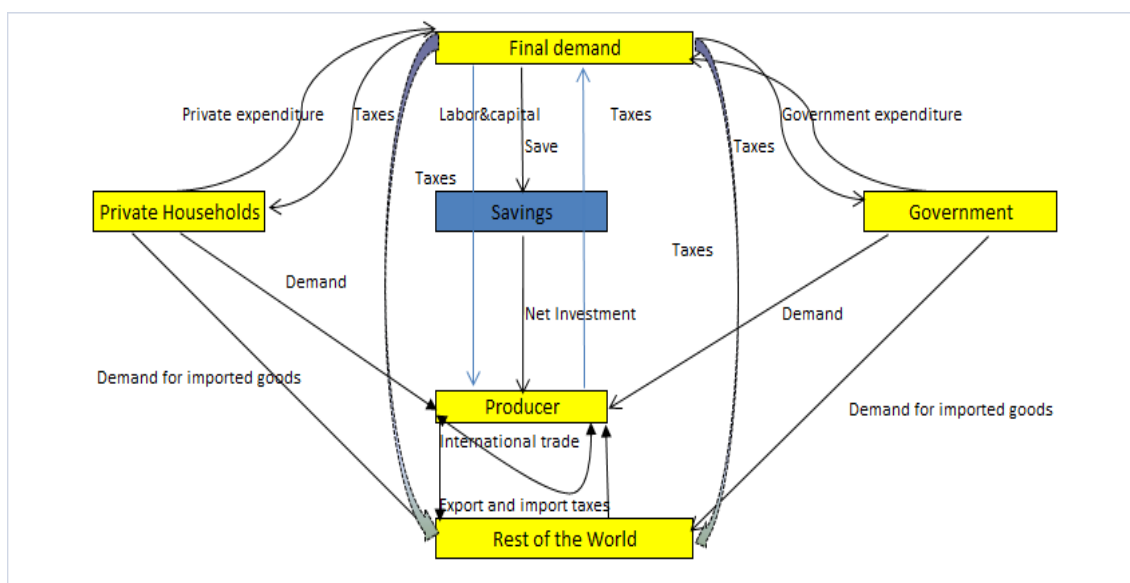 Final demand
Private expenditure
Taxes
Labor&capital
Taxes
Government expenditure
Save
Taxes
Taxes
Private Households
Savings
Government
Taxes
Demand
Net Investment
Demand
Demand for imported goods
Producer
Demand for imported goods
International trade
Export and import taxes
Rest of the World